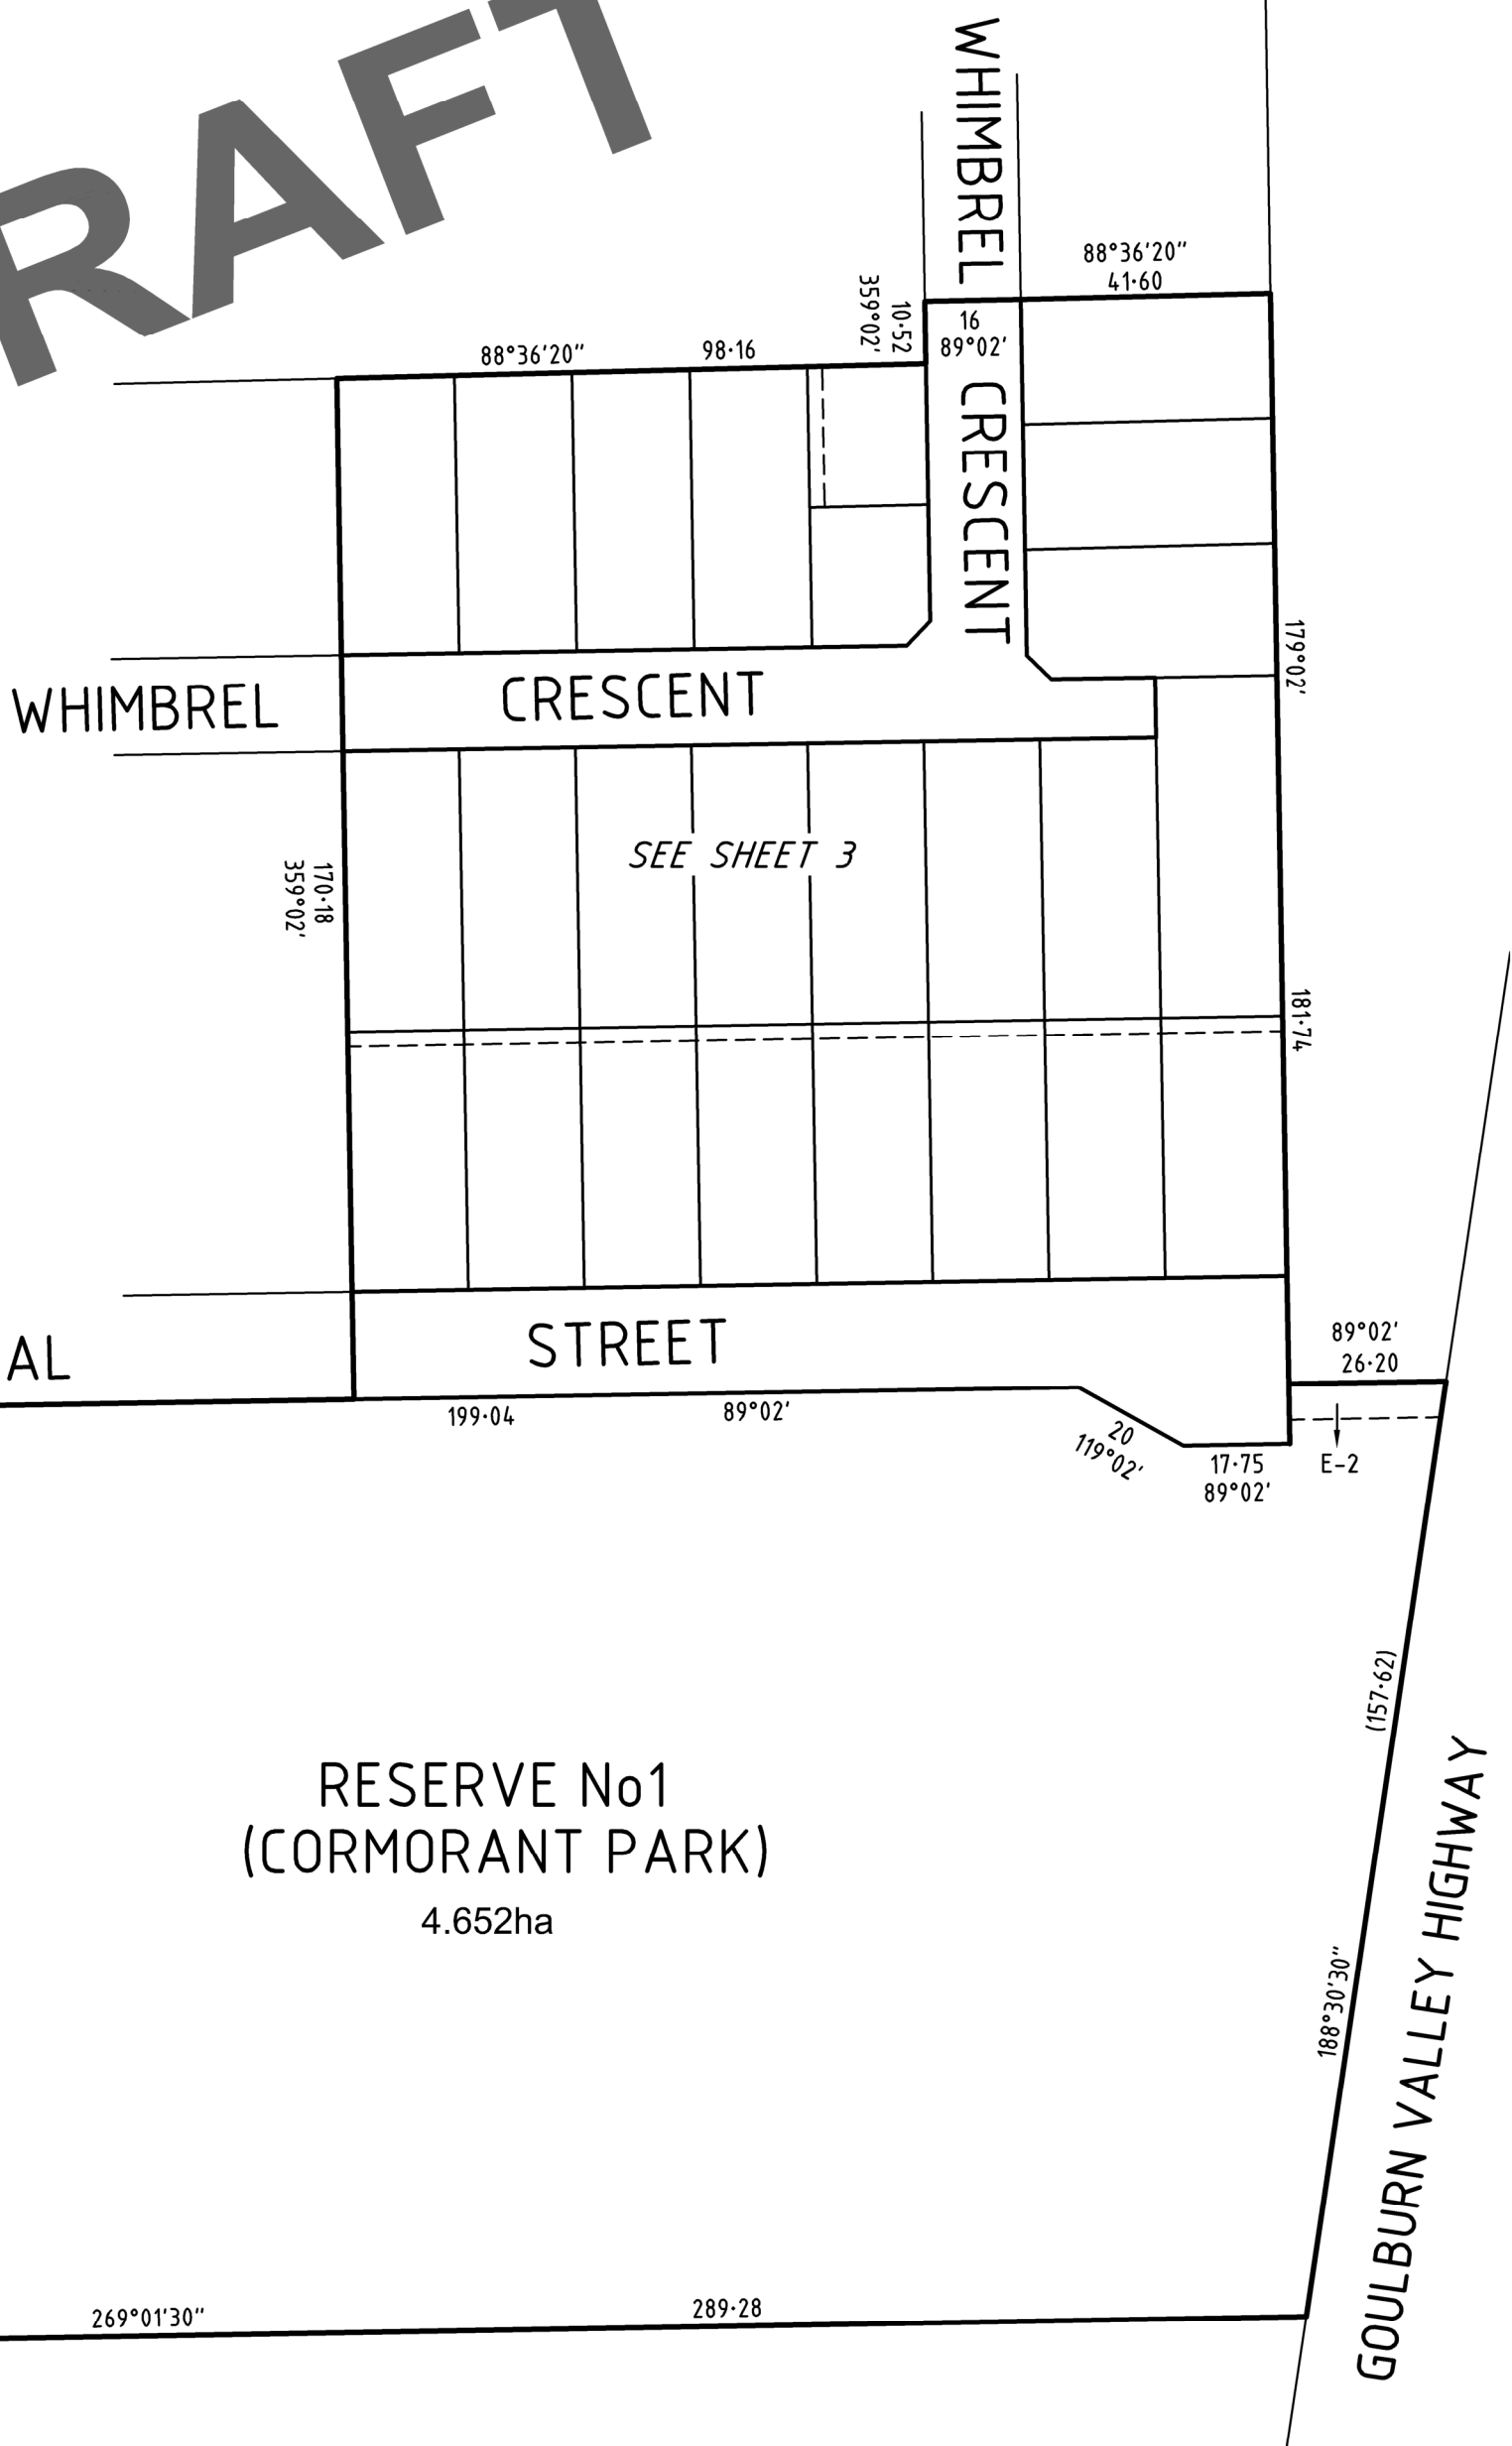 RAFT
WHIMBREL
88°36'20"
41·60
359°02'
10·52
16
89°02'
88°36'20"
98·16
CRESCENT
179°02'
WHIMBREL
CRESCENT
SEE SHEET 3
170·18
359°02'
181·74
89°02'
26·20
AL
STREET
199·04
89°02'
20
119°02'
17·75
89°02'
E-2
(157·62)
RESERVE No1
(CORMORANT PARK)
4.652ha
188°30'30"
GOULBURN VALLEY HIGHWAY
269°01'30"
289·28